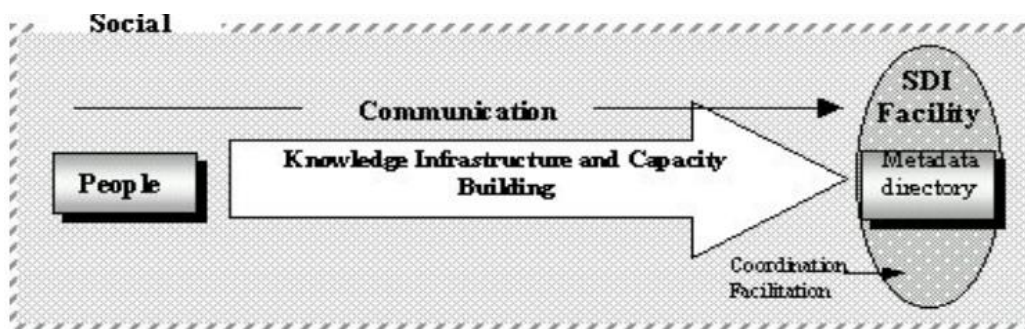 Social
SDI
Facility
Communication
Knowledge Infrastructure and Capacity
Building
People
Metadata
directory
Coordination
Facilitation